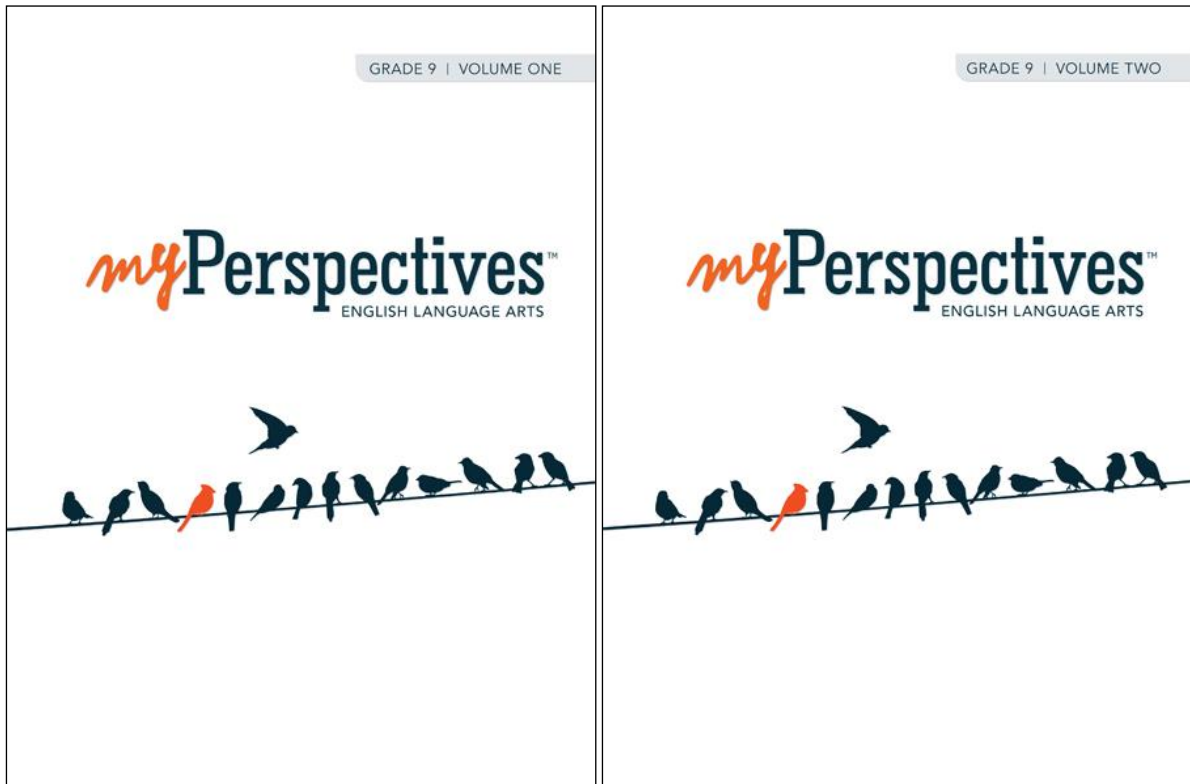 GRADE 9 | VOLUME ONE
myPerspectives™
ENGLISH LANGUAGE ARTS
GRADE 9 | VOLUME TWO
myPerspectives™
ENGLISH LANGUAGE ARTS